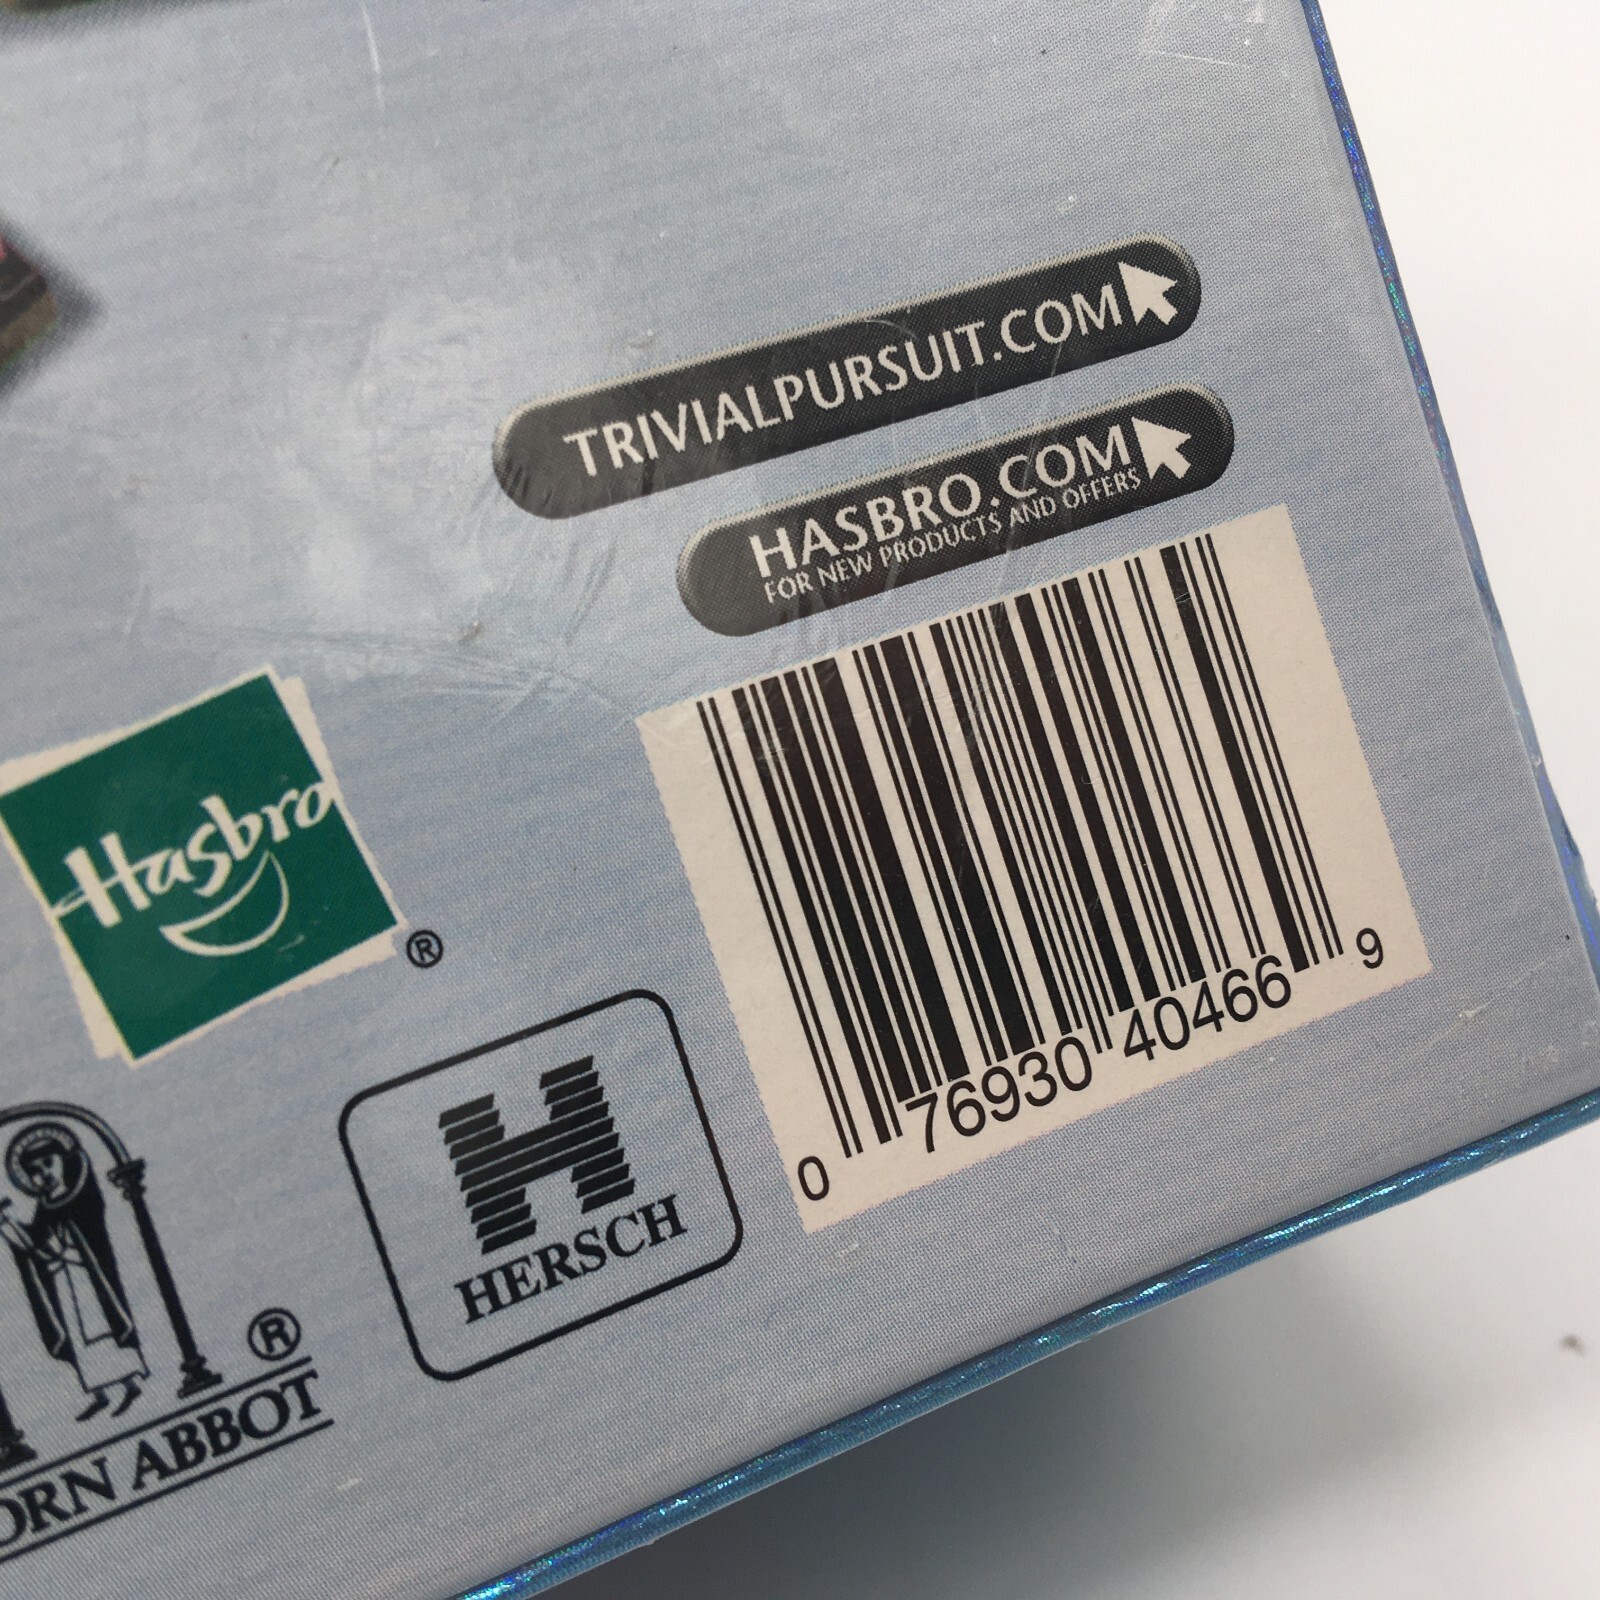 TRIVIALPURSUIT.COM
HASBRO.COM
FOR NEW PRODUCTS AND OFFERS
Hasbro
®
0 76930 40466 9
H
HERSCH
®
ORN ABBOT